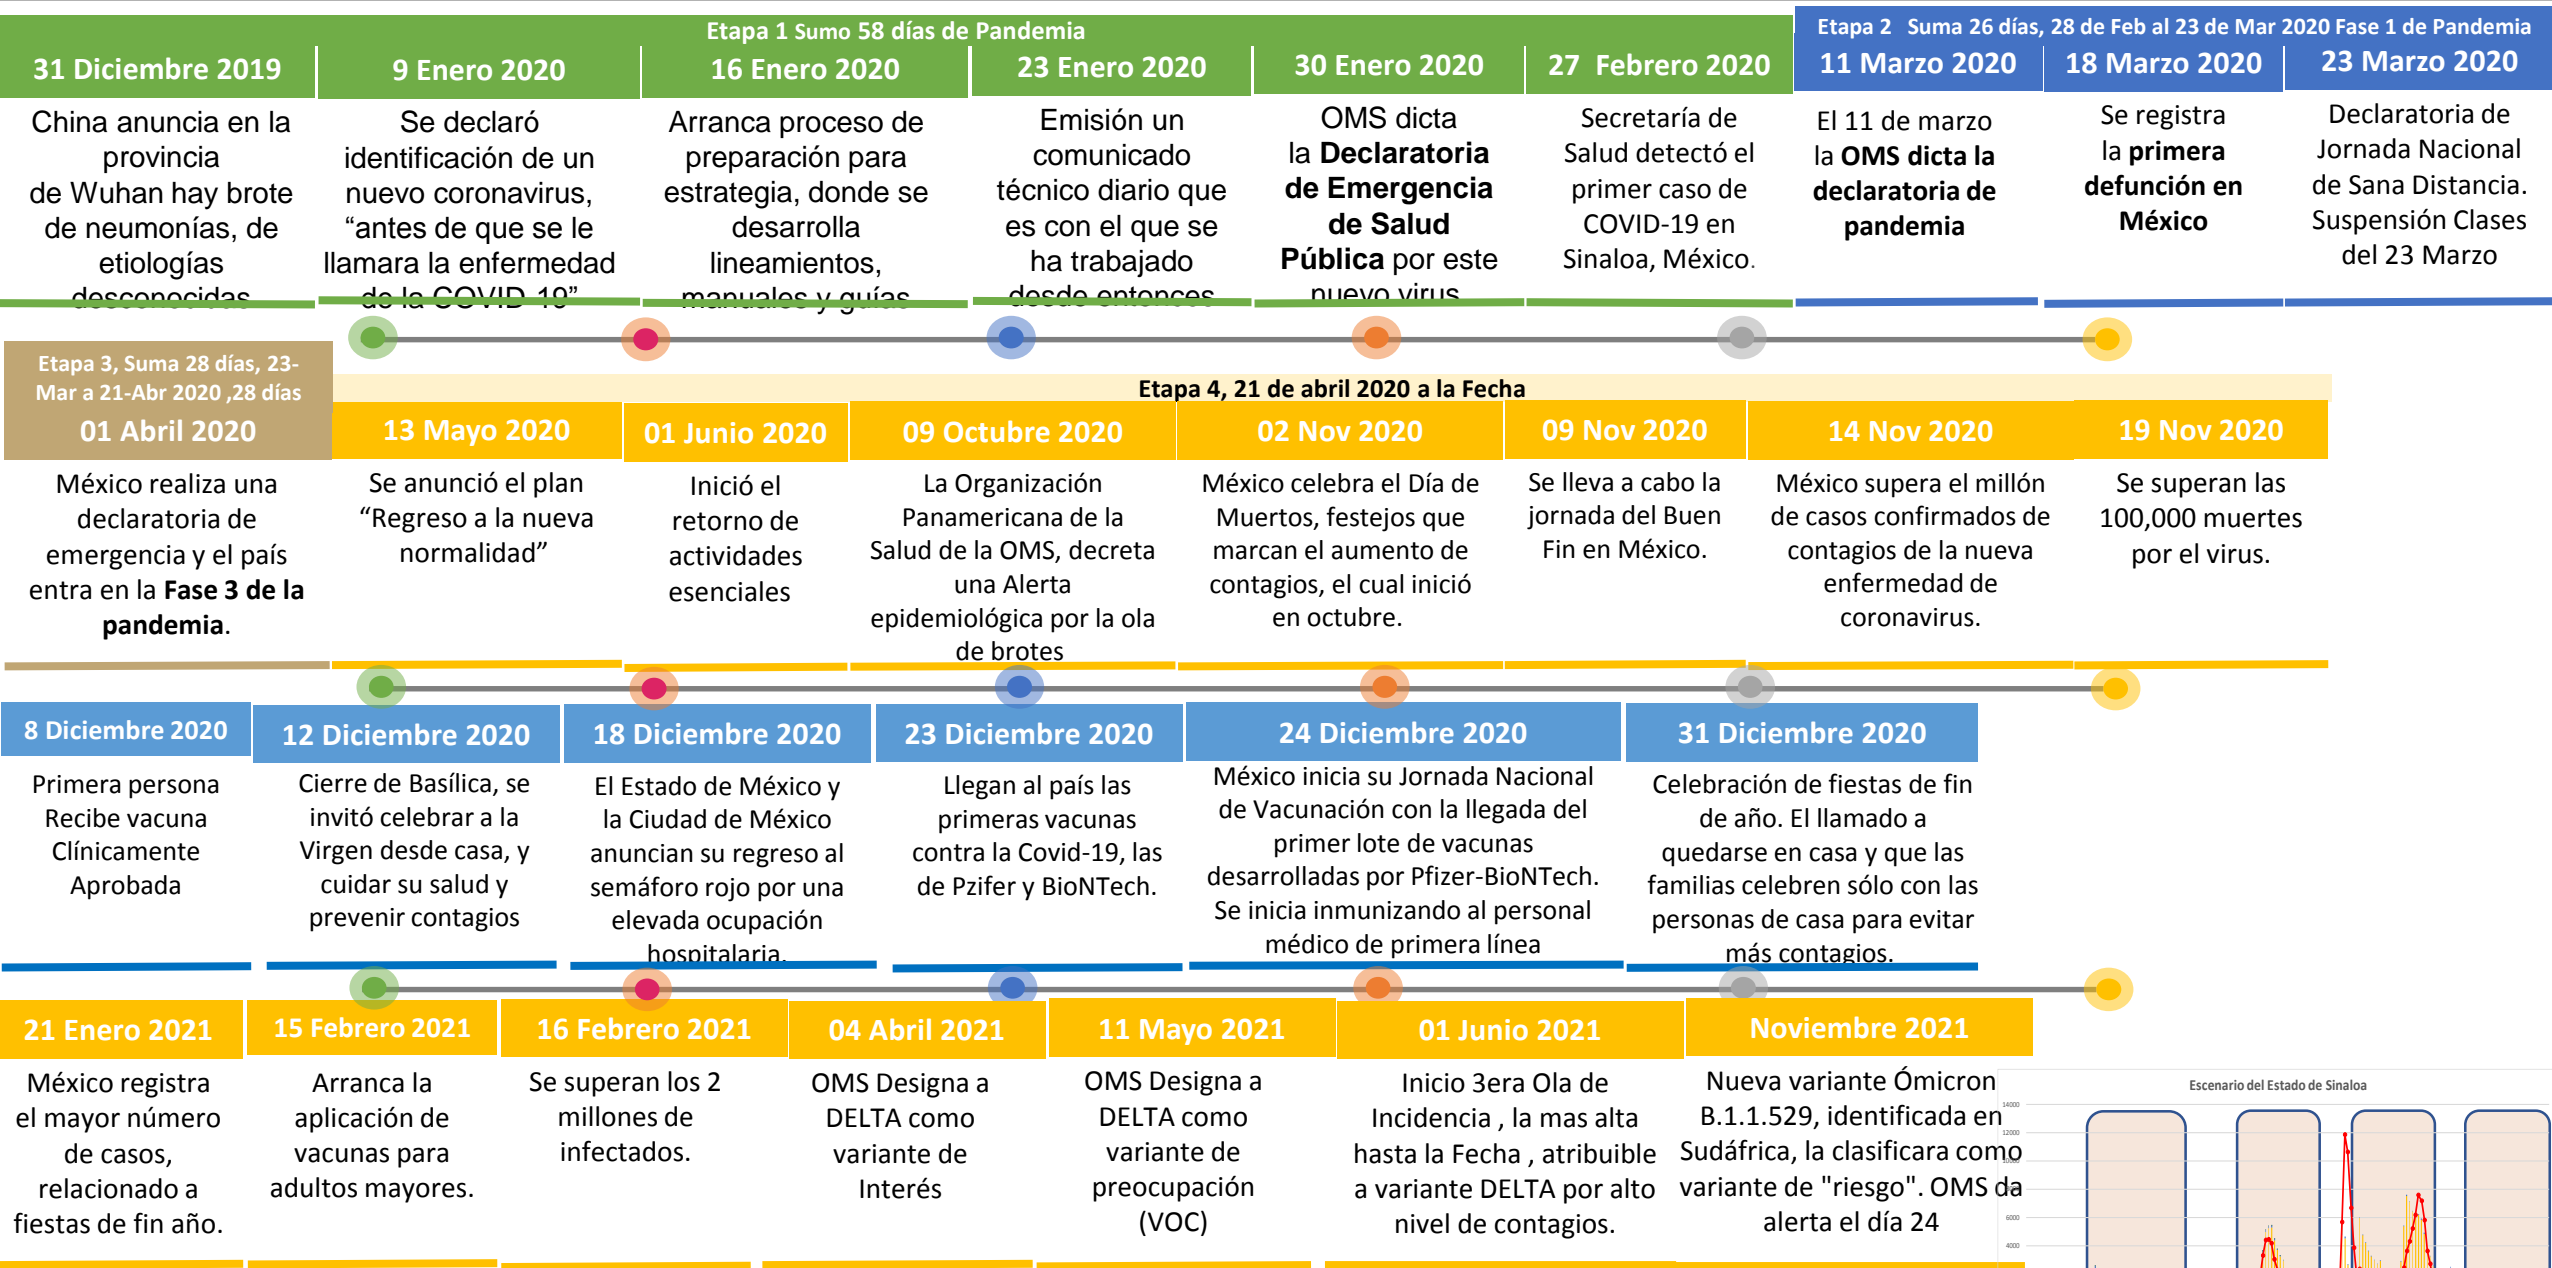 Etapa 1 Sumo 58 días de Pandemia
Etapa 2 Suma 26 días, 28 de Feb al 23 de Mar 2020 Fase 1 de Pandemia
31 Diciembre 2019
China anuncia en la
provincia
de Wuhan hay brote
de neumonías, de
etiologías
desconocidas
9 Enero 2020
Se declaró
identificación de un
nuevo coronavirus,
“antes de que se le
llamara la enfermedad
de la COVID-19”
16 Enero 2020
Arranca proceso de
preparación para
estrategia, donde se
desarrolla
lineamientos,
manuales y guías
23 Enero 2020
Emisión un
comunicado
técnico diario que
es con el que se
ha trabajado
desde entonces
30 Enero 2020
OMS dicta
la Declaratoria
de Emergencia
de Salud
Pública por este
nuevo virus
27 Febrero 2020
Secretaría de
Salud detectó el
primer caso de
COVID-19 en
Sinaloa, México.
11 Marzo 2020
El 11 de marzo
la OMS dicta la
declaratoria de
pandemia
18 Marzo 2020
Se registra
la primera
defunción en
México
23 Marzo 2020
Declaratoria de
Jornada Nacional
de Sana Distancia.
Suspensión Clases
del 23 Marzo
Etapa 3, Suma 28 días, 23-
Mar a 21-Abr 2020 ,28 días
Etapa 4, 21 de abril 2020 a la Fecha
01 Abril 2020
México realiza una
declaratoria de
emergencia y el país
entra en la Fase 3 de la
pandemia.
13 Mayo 2020
Se anunció el plan
“Regreso a la nueva
normalidad”
01 Junio 2020
Inició el
retorno de
actividades
esenciales
09 Octubre 2020
La Organización
Panamericana de la
Salud de la OMS, decreta
una Alerta
epidemiológica por la ola
de brotes
02 Nov 2020
México celebra el Día de
Muertos, festejos que
marcan el aumento de
contagios, el cual inició
en octubre.
09 Nov 2020
Se lleva a cabo la
jornada del Buen
Fin en México.
14 Nov 2020
México supera el millón
de casos confirmados de
contagios de la nueva
enfermedad de
coronavirus.
19 Nov 2020
Se superan las
100,000 muertes
por el virus.
8 Diciembre 2020
Primera persona
Recibe vacuna
Clínicamente
Aprobada
12 Diciembre 2020
Cierre de Basílica, se
invitó celebrar a la
Virgen desde casa, y
cuidar su salud y
prevenir contagios
18 Diciembre 2020
El Estado de México y
la Ciudad de México
anuncian su regreso al
semáforo rojo por una
elevada ocupación
hospitalaria.
23 Diciembre 2020
Llegan al país las
primeras vacunas
contra la Covid-19, las
de Pzifer y BioNTech.
24 Diciembre 2020
México inicia su Jornada Nacional
de Vacunación con la llegada del
primer lote de vacunas
desarrolladas por Pfizer-BioNTech.
Se inicia inmunizando al personal
médico de primera línea
31 Diciembre 2020
Celebración de fiestas de fin
de año. El llamado a
quedarse en casa y que las
familias celebren sólo con las
personas de casa para evitar
más contagios.
21 Enero 2021
México registra
el mayor número
de casos,
relacionado a
fiestas de fin año.
15 Febrero 2021
Arranca la
aplicación de
vacunas para
adultos mayores.
16 Febrero 2021
Se superan los 2
millones de
infectados.
04 Abril 2021
OMS Designa a
DELTA como
variante de
Interés
11 Mayo 2021
OMS Designa a
DELTA como
variante de
preocupación
(VOC)
01 Junio 2021
Inicio 3era Ola de
Incidencia , la mas alta
hasta la Fecha , atribuible
a variante DELTA por alto
nivel de contagios.
Noviembre 2021
Nueva variante Ómicron
B.1.1.529, identificada en
Sudáfrica, la clasificara como
variante de "riesgo". OMS da
alerta el día 24
Escenario del Estado de Sinaloa
14000
12000
6000
4000